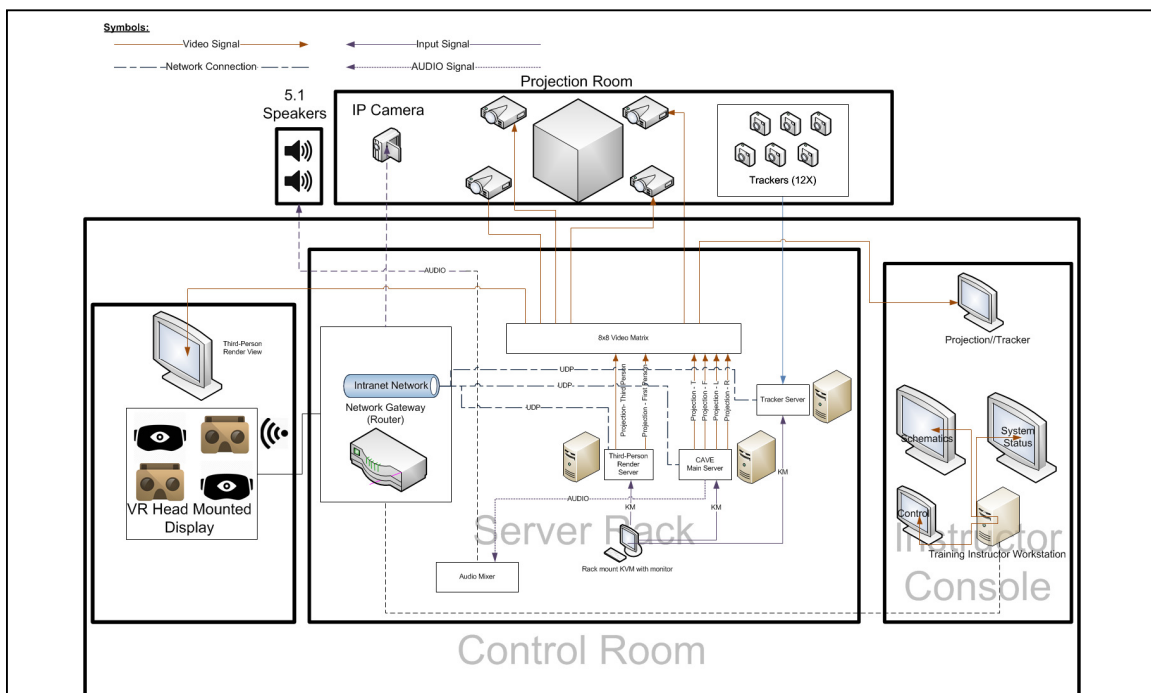 Symbols:
Video Signal
Input Signal
Network Connection
AUDIO Signal
Projection Room
5.1
Speakers
IP Camera
Trackers (12X)
AUDIO
Third-Person
Render View
8x8 Video Matrix
Projection//Tracker
UDP
UDP
UDP
Intranet Network
Network Gateway
(Router)
Projection- Third Person
Projection - First Person
Projection - T
Projection - F
Projection - L
Projection - R
Tracker Server
Schematics
System
Status
Third-Person
Render
Server
CAVE
Main Server
KM
VR Head Mounted
Display
AUDIO
KM
KM
Control
Server Rack
Rack mount KVM with monitor
Audio Mixer
Training Instructor Workstation
Instructor
Console
Control Room